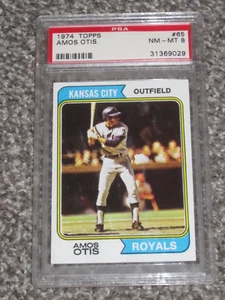 PSA
1974 TOPPS #65
AMOS OTIS NM-MT 8
31369029
KANSAS CITY OUTFIELD
AMOS OTIS ROYALS